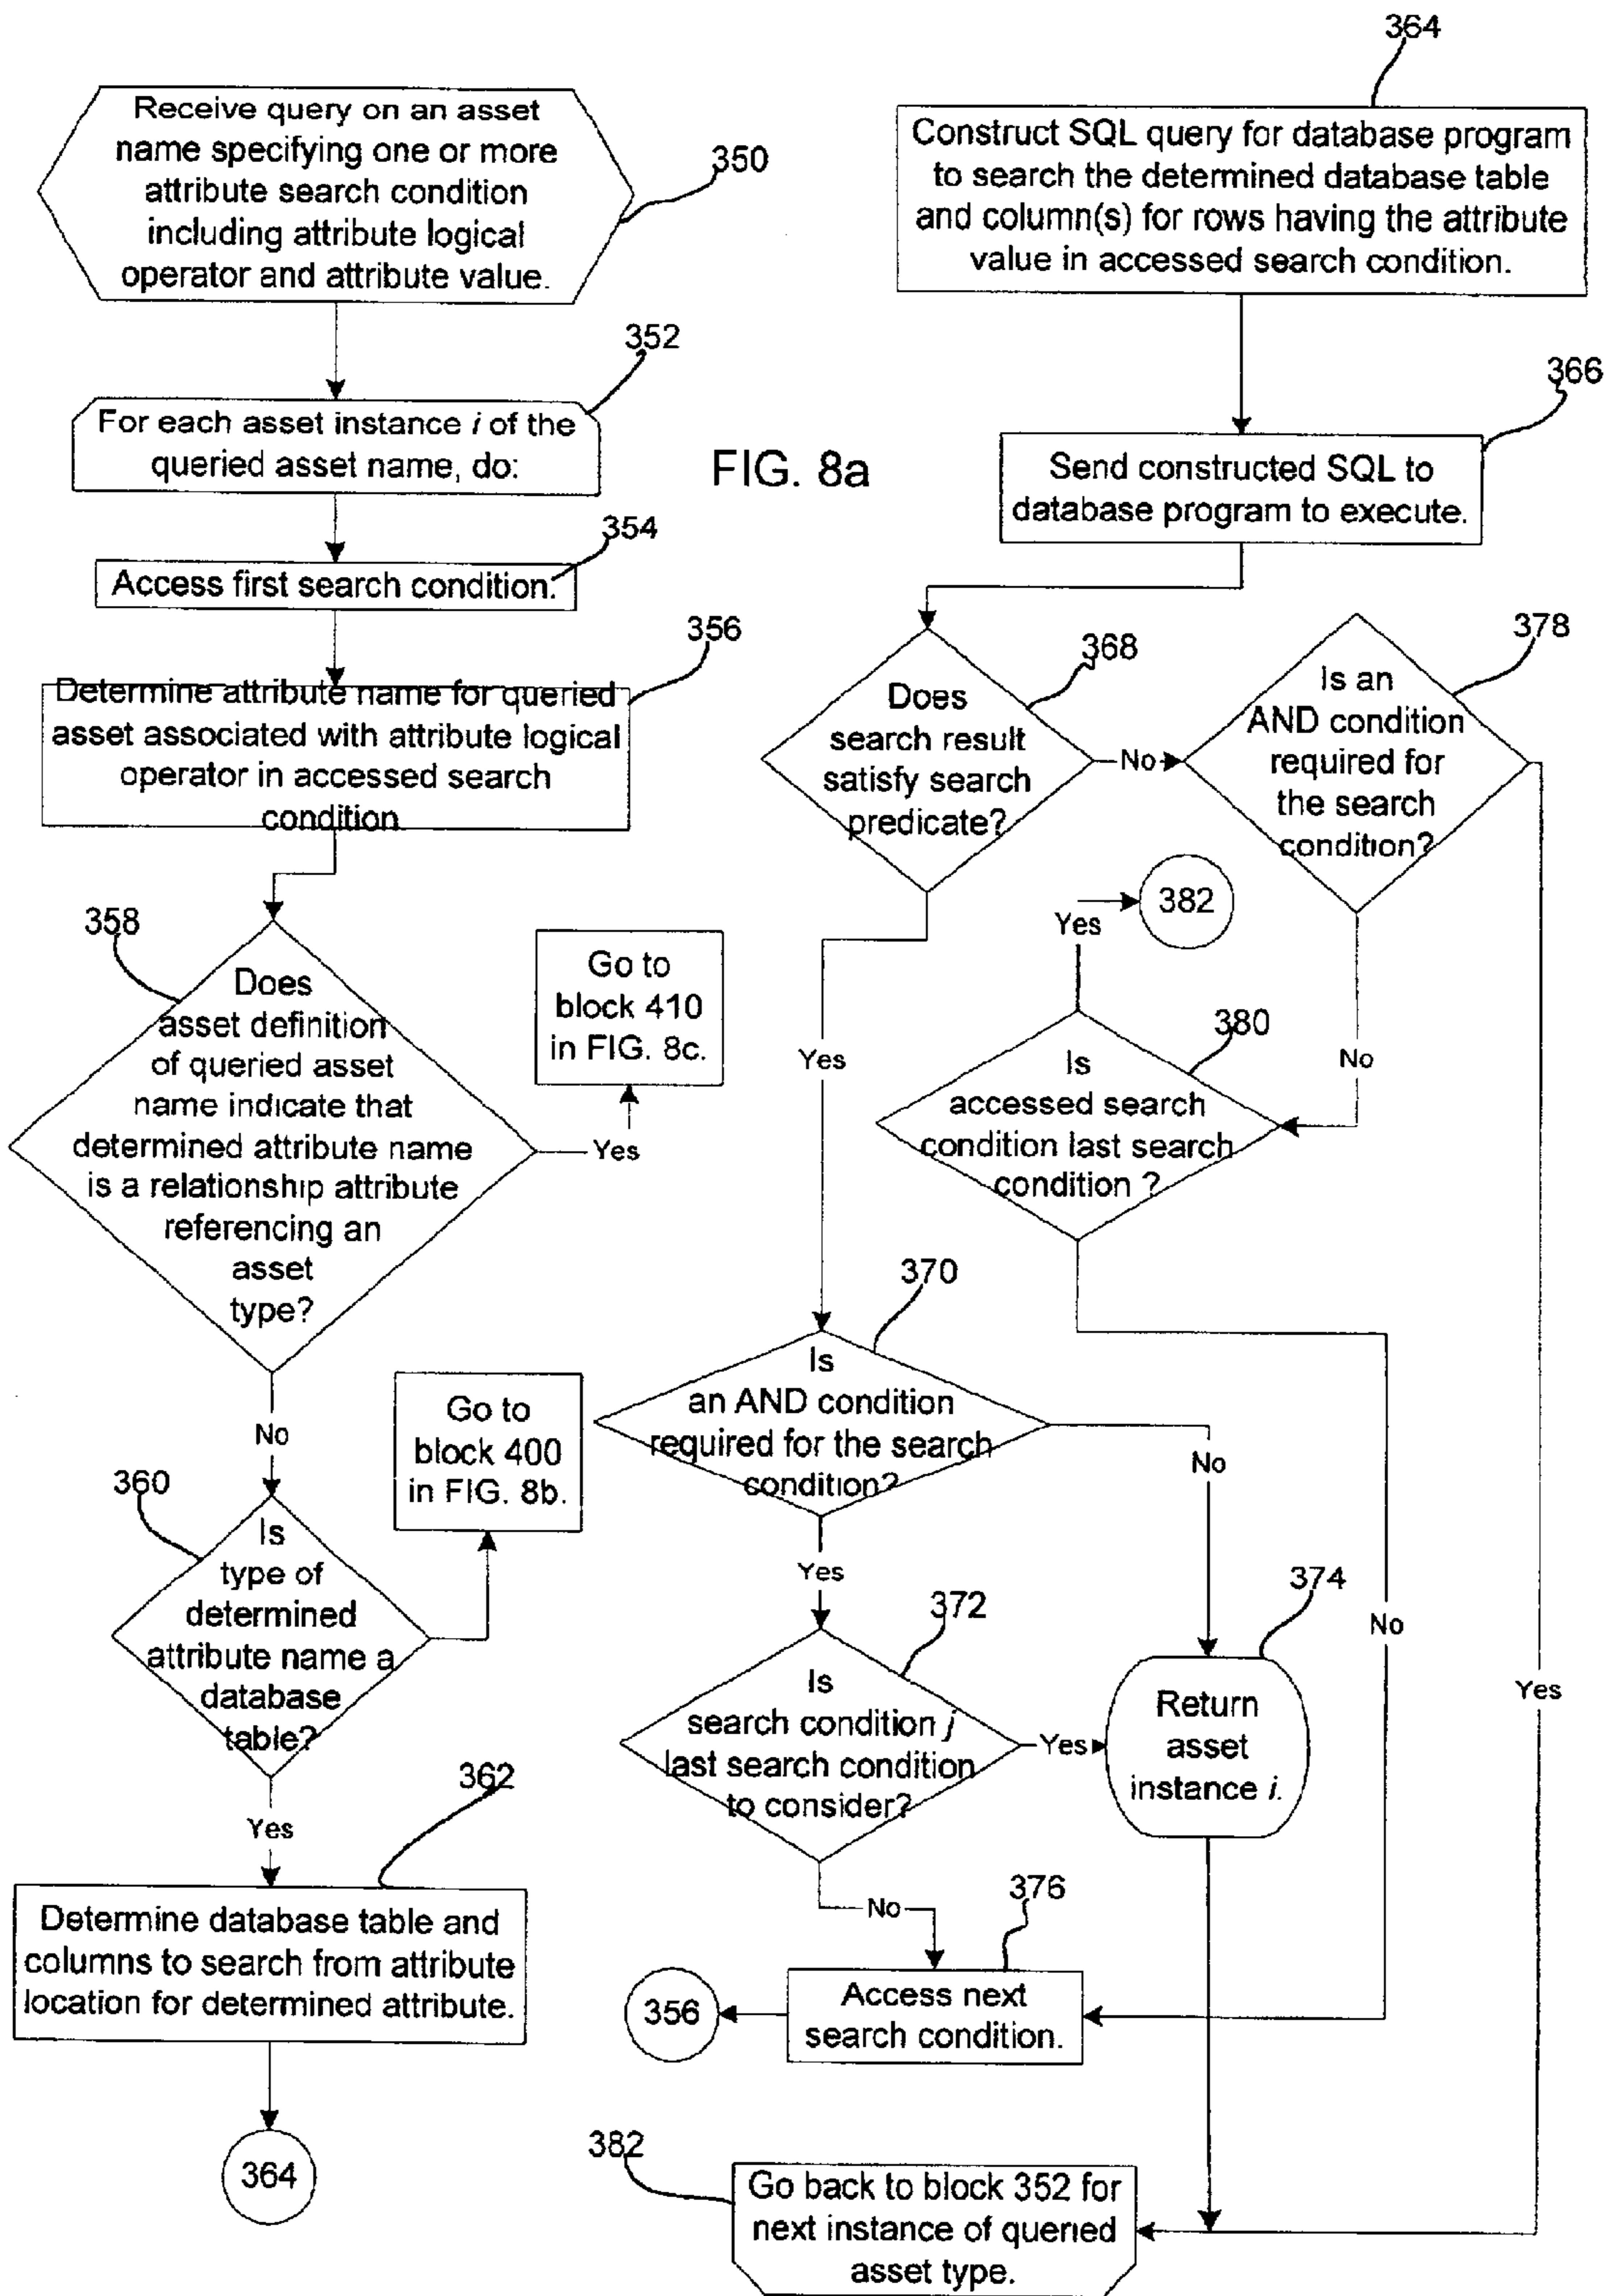 Receive query on an asset
name specifying one or more
attribute search condition
including attribute logical
operator and attribute value.
350
352
For each asset instance i of the
queried asset name, do:
354
Access first search condition.
356
Determine attribute name for queried
asset associated with attribute logical
operator in accessed search
condition
358
Does
asset definition
of queried asset
name indicate that
determined attribute name
is a relationship attribute
referencing an
asset
type?
Yes
Go to
block 410
in FIG. 8c.
No
360
Is
type of
determined
attribute name a
database
table?
Go to
block 400
in FIG. 8b.
Yes
362
Determine database table and
columns to search from attribute
location for determined attribute.
364
FIG. 8a
364
Construct SQL query for database program
to search the determined database table
and column(s) for rows having the attribute
value in accessed search condition.
366
Send constructed SQL to
database program to execute.
368
Does
search result
satisfy search
predicate?
No
378
Is an
AND condition
required for
the search
condition?
Yes
382
Yes
No
380
Is
accessed search
condition last search
condition ?
370
Is
an AND condition
required for the search
condition?
No
Yes
372
Is
search condition j
last search condition
to consider?
Yes
374
Return
asset
instance i.
No
Yes
No
376
Access next
search condition.
356
382
Go back to block 352 for
next instance of queried
asset type.